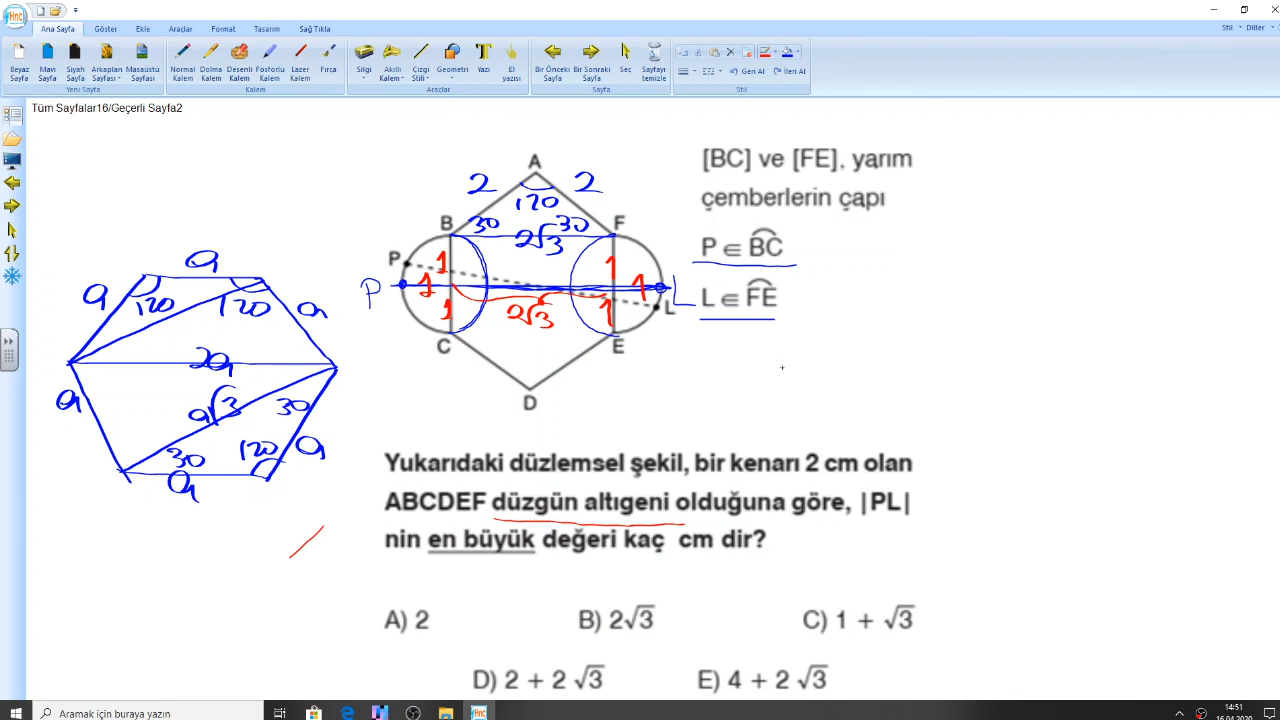 yHnc
Ana Sayfa Göster Ekle Araçlar Format Tasarım Sağ Tıkla
Stil Diller
Beyaz Sayfa Mavi Sayfa Siyah Sayfa Arkaplan Sayfası Masaüstü Sayfası
Yeni Sayfa
Normal Kalem Dolma Kalem Desenli Kalem Fosforlu Kalem Lazer Kalem Fırça
Kalem
Silgi Akıllı Kalem Çizgi Stili Geometri Yazı El yazısı
Araçlar
Bir Önceki Sayfa Bir Sonraki Sayfa Seç Sayfayı temizle
Sayfa
Geri Al İleri Al
Stil
Tüm Sayfalar16/Geçerli Sayfa2
A
2 2
120
B 30 30 F
2√3
P 1 1
P 1 1 L
1 2√3 1 L
C E
D
a
a 120 120 a
2a
a a√3 30
30 120 a
a
[BC] ve [FE], yarım
çemberlerin çapı
P ∈ BC
L ∈ FE
Yukarıdaki düzlemsel şekil, bir kenarı 2 cm olan
ABCDEF düzgün altıgeni olduğuna göre, |PL|
nin en büyük değeri kaç cm dir?
A) 2 B) 2√3 C) 1 + √3
D) 2 + 2 √3 E) 4 + 2 √3
Aramak için buraya yazın
14:51
16.04.2020